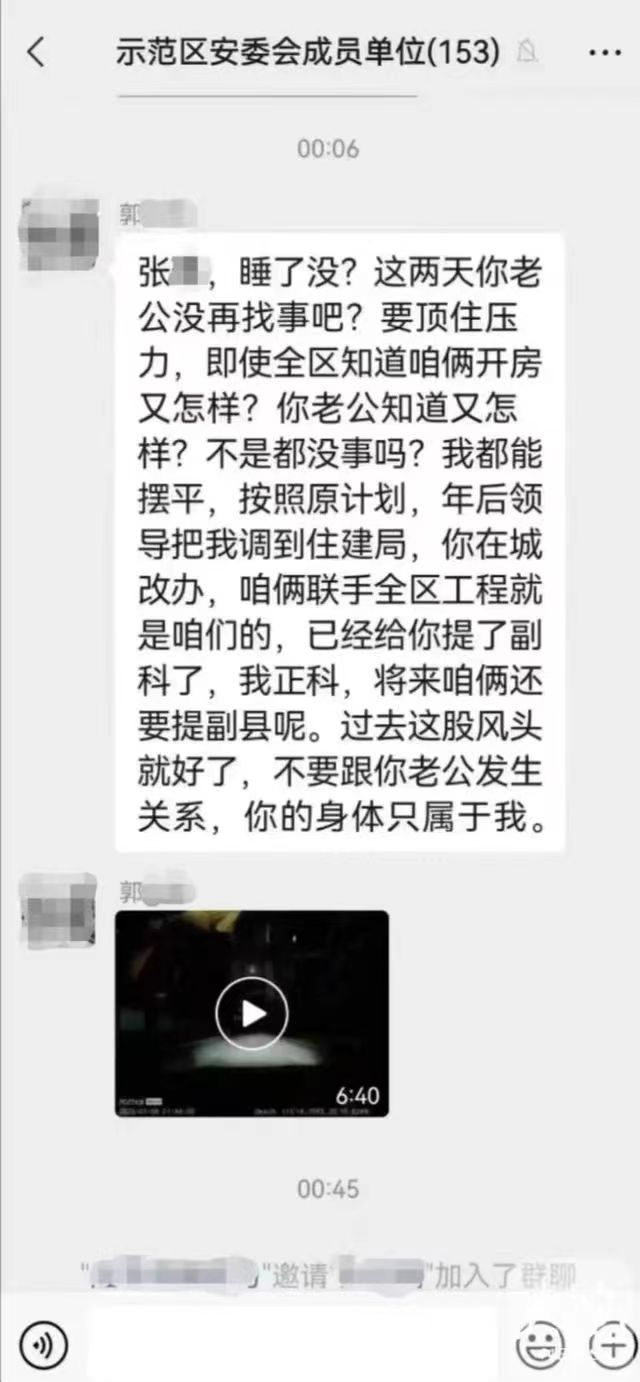 示范区安委会成员单位(153)
00:06
郭
张
，睡了没？这两天你老
公没再找事吧？要顶住压
力，即使全区知道咱俩开房
又怎样？你老公知道又怎
样？不是都没事吗？我都能
摆平，按照原计划，年后领
导把我调到住建局，你在城
改办，咱俩联手全区工程就
是咱们的，已经给你提了副
科了，我正科，将来咱俩还
要提副县呢。过去这股风头
就好了，不要跟你老公发生
关系，你的身体只属于我。
郭
6:40
00:45
"邀请"
"加入了群聊